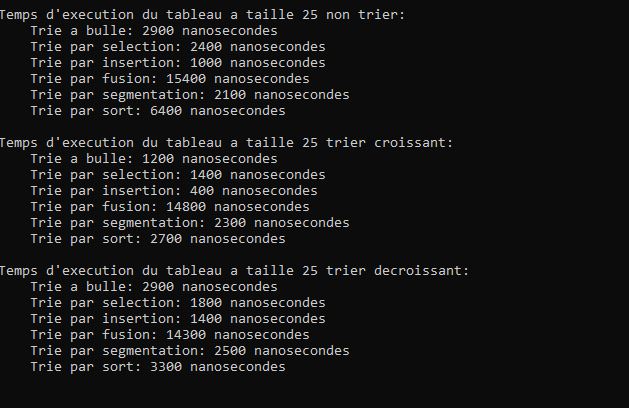 Temps d'execution du tableau a taille 25 non trier:
Trie a bulle: 2900 nanosecondes
Trie par selection: 2400 nanosecondes
Trie par insertion: 1000 nanosecondes
Trie par fusion: 15400 nanosecondes
Trie par segmentation: 2100 nanosecondes
Trie par sort: 6400 nanosecondes
Temps d'execution du tableau a taille 25 trier croissant:
Trie a bulle: 1200 nanosecondes
Trie par selection: 1400 nanosecondes
Trie par insertion: 400 nanosecondes
Trie par fusion: 14800 nanosecondes
Trie par segmentation: 2300 nanosecondes
Trie par sort: 2700 nanosecondes
Temps d'execution du tableau a taille 25 trier decroissant:
Trie a bulle: 2900 nanosecondes
Trie par selection: 1800 nanosecondes
Trie par insertion: 1400 nanosecondes
Trie par fusion: 14300 nanosecondes
Trie par segmentation: 2500 nanosecondes
Trie par sort: 3300 nanosecondes